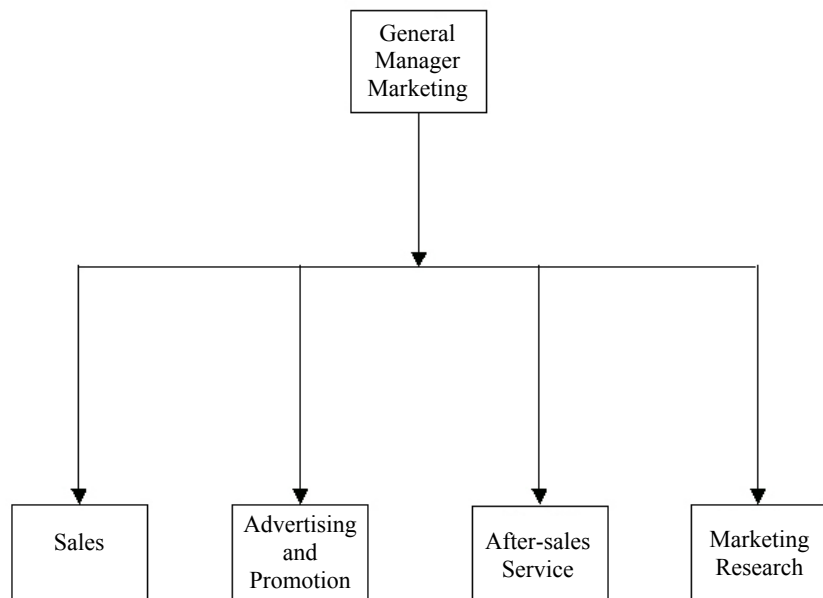 General
Manager
Marketing
Sales
Advertising
and
Promotion
After-sales
Service
Marketing
Research